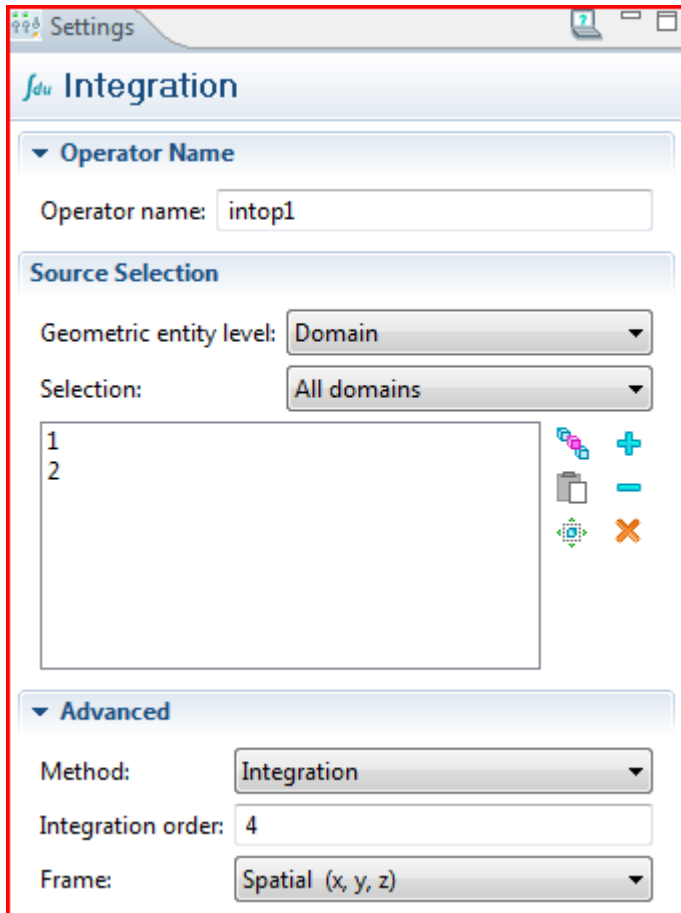 Settings
∫du Integration
Operator Name
Operator name: intop1
Source Selection
Geometric entity level: Domain
Selection: All domains
1
2
Advanced
Method: Integration
Integration order: 4
Frame: Spatial (x, y, z)